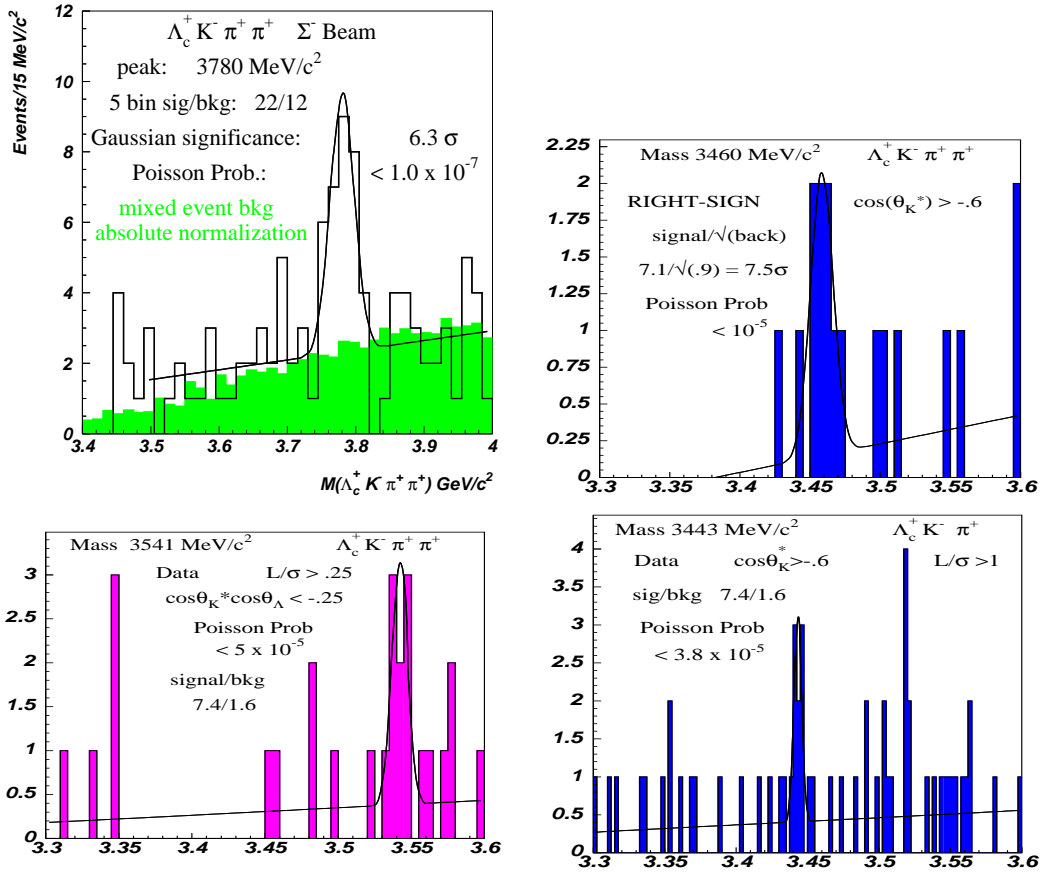 Λc+ K- π+ π+ Σ- Beam
peak: 3780 MeV/c2
5 bin sig/bkg: 22/12
Gaussian significance: 6.3 σ
Poisson Prob.: < 1.0 x 10-7
mixed event bkg
absolute normalization
Events/15 MeV/c2
12
10
8
6
4
2
0
3.4 3.5 3.6 3.7 3.8 3.9 4
M(Λc+ K- π+ π+) GeV/c2
Mass 3460 MeV/c2 Λc+ K- π+ π+
RIGHT-SIGN cos(θK*) > -.6
signal/√(back)
7.1/√(.9) = 7.5σ
Poisson Prob
< 10-5
2.25
2
1.75
1.5
1.25
1
0.75
0.5
0.25
0
3.3 3.4 3.45 3.5 3.55 3.6
Mass 3541 MeV/c2 Λc+ K- π+ π+
Data L/σ > .25
cosθK*cosθΛ < -.25
Poisson Prob
< 5 x 10-5
signal/bkg
7.4/1.6
3
2.5
2
1.5
1
0.5
0
3.3 3.35 3.4 3.45 3.5 3.55 3.6
Mass 3443 MeV/c2 Λc+ K- π+
Data cosθK* >-.6 L/σ >1
sig/bkg 7.4/1.6
Poisson Prob
< 3.8 x 10-5
4
3.5
3
2.5
2
1.5
1
0.5
0
3.3 3.35 3.4 3.45 3.5 3.55 3.6